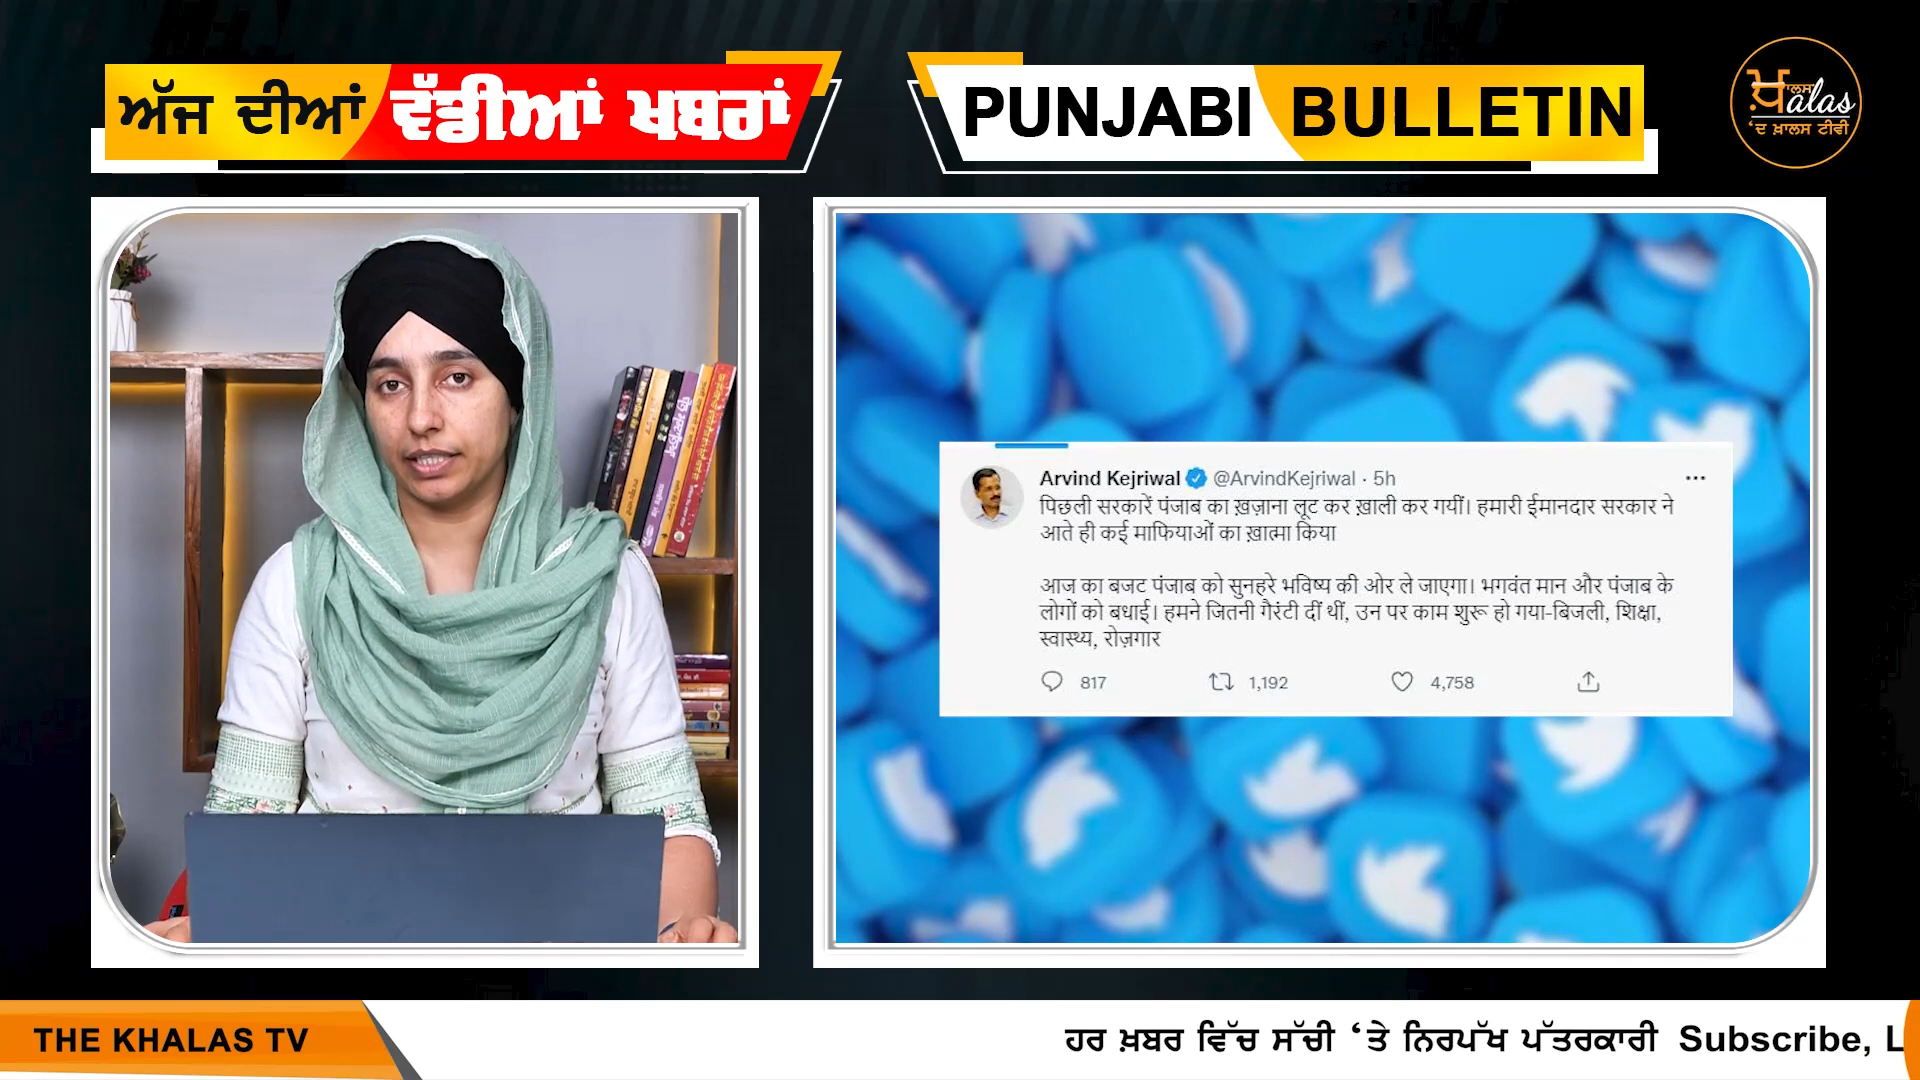 ਅੱਜ ਦੀਆਂ ਵੱਡੀਆਂ ਖਬਰਾਂ
PUNJABI BULLETIN
ਖ਼ਾਲਸ
Khalas
'ਦ ਖ਼ਾਲਸ ਟੀਵੀ
Arvind Kejriwal @ArvindKejriwal · 5h
पिछली सरकारें पंजाब का ख़ज़ाना लूट कर ख़ाली कर गयीं। हमारी ईमानदार सरकार ने
आते ही कई माफियाओं का ख़ात्मा किया
आज का बजट पंजाब को सुनहरे भविष्य की ओर ले जाएगा। भगवंत मान और पंजाब के
लोगों को बधाई। हमने जितनी गैरंटी दीं थीं, उन पर काम शुरू हो गया-बिजली, शिक्षा,
स्वास्थ्य, रोज़गार
817 1,192 4,758
THE KHALAS TV
ਹਰ ਖ਼ਬਰ ਵਿੱਚ ਸੱਚੀ ‘ਤੇ ਨਿਰਪੱਖ ਪੱਤਰਕਾਰੀ Subscribe, L